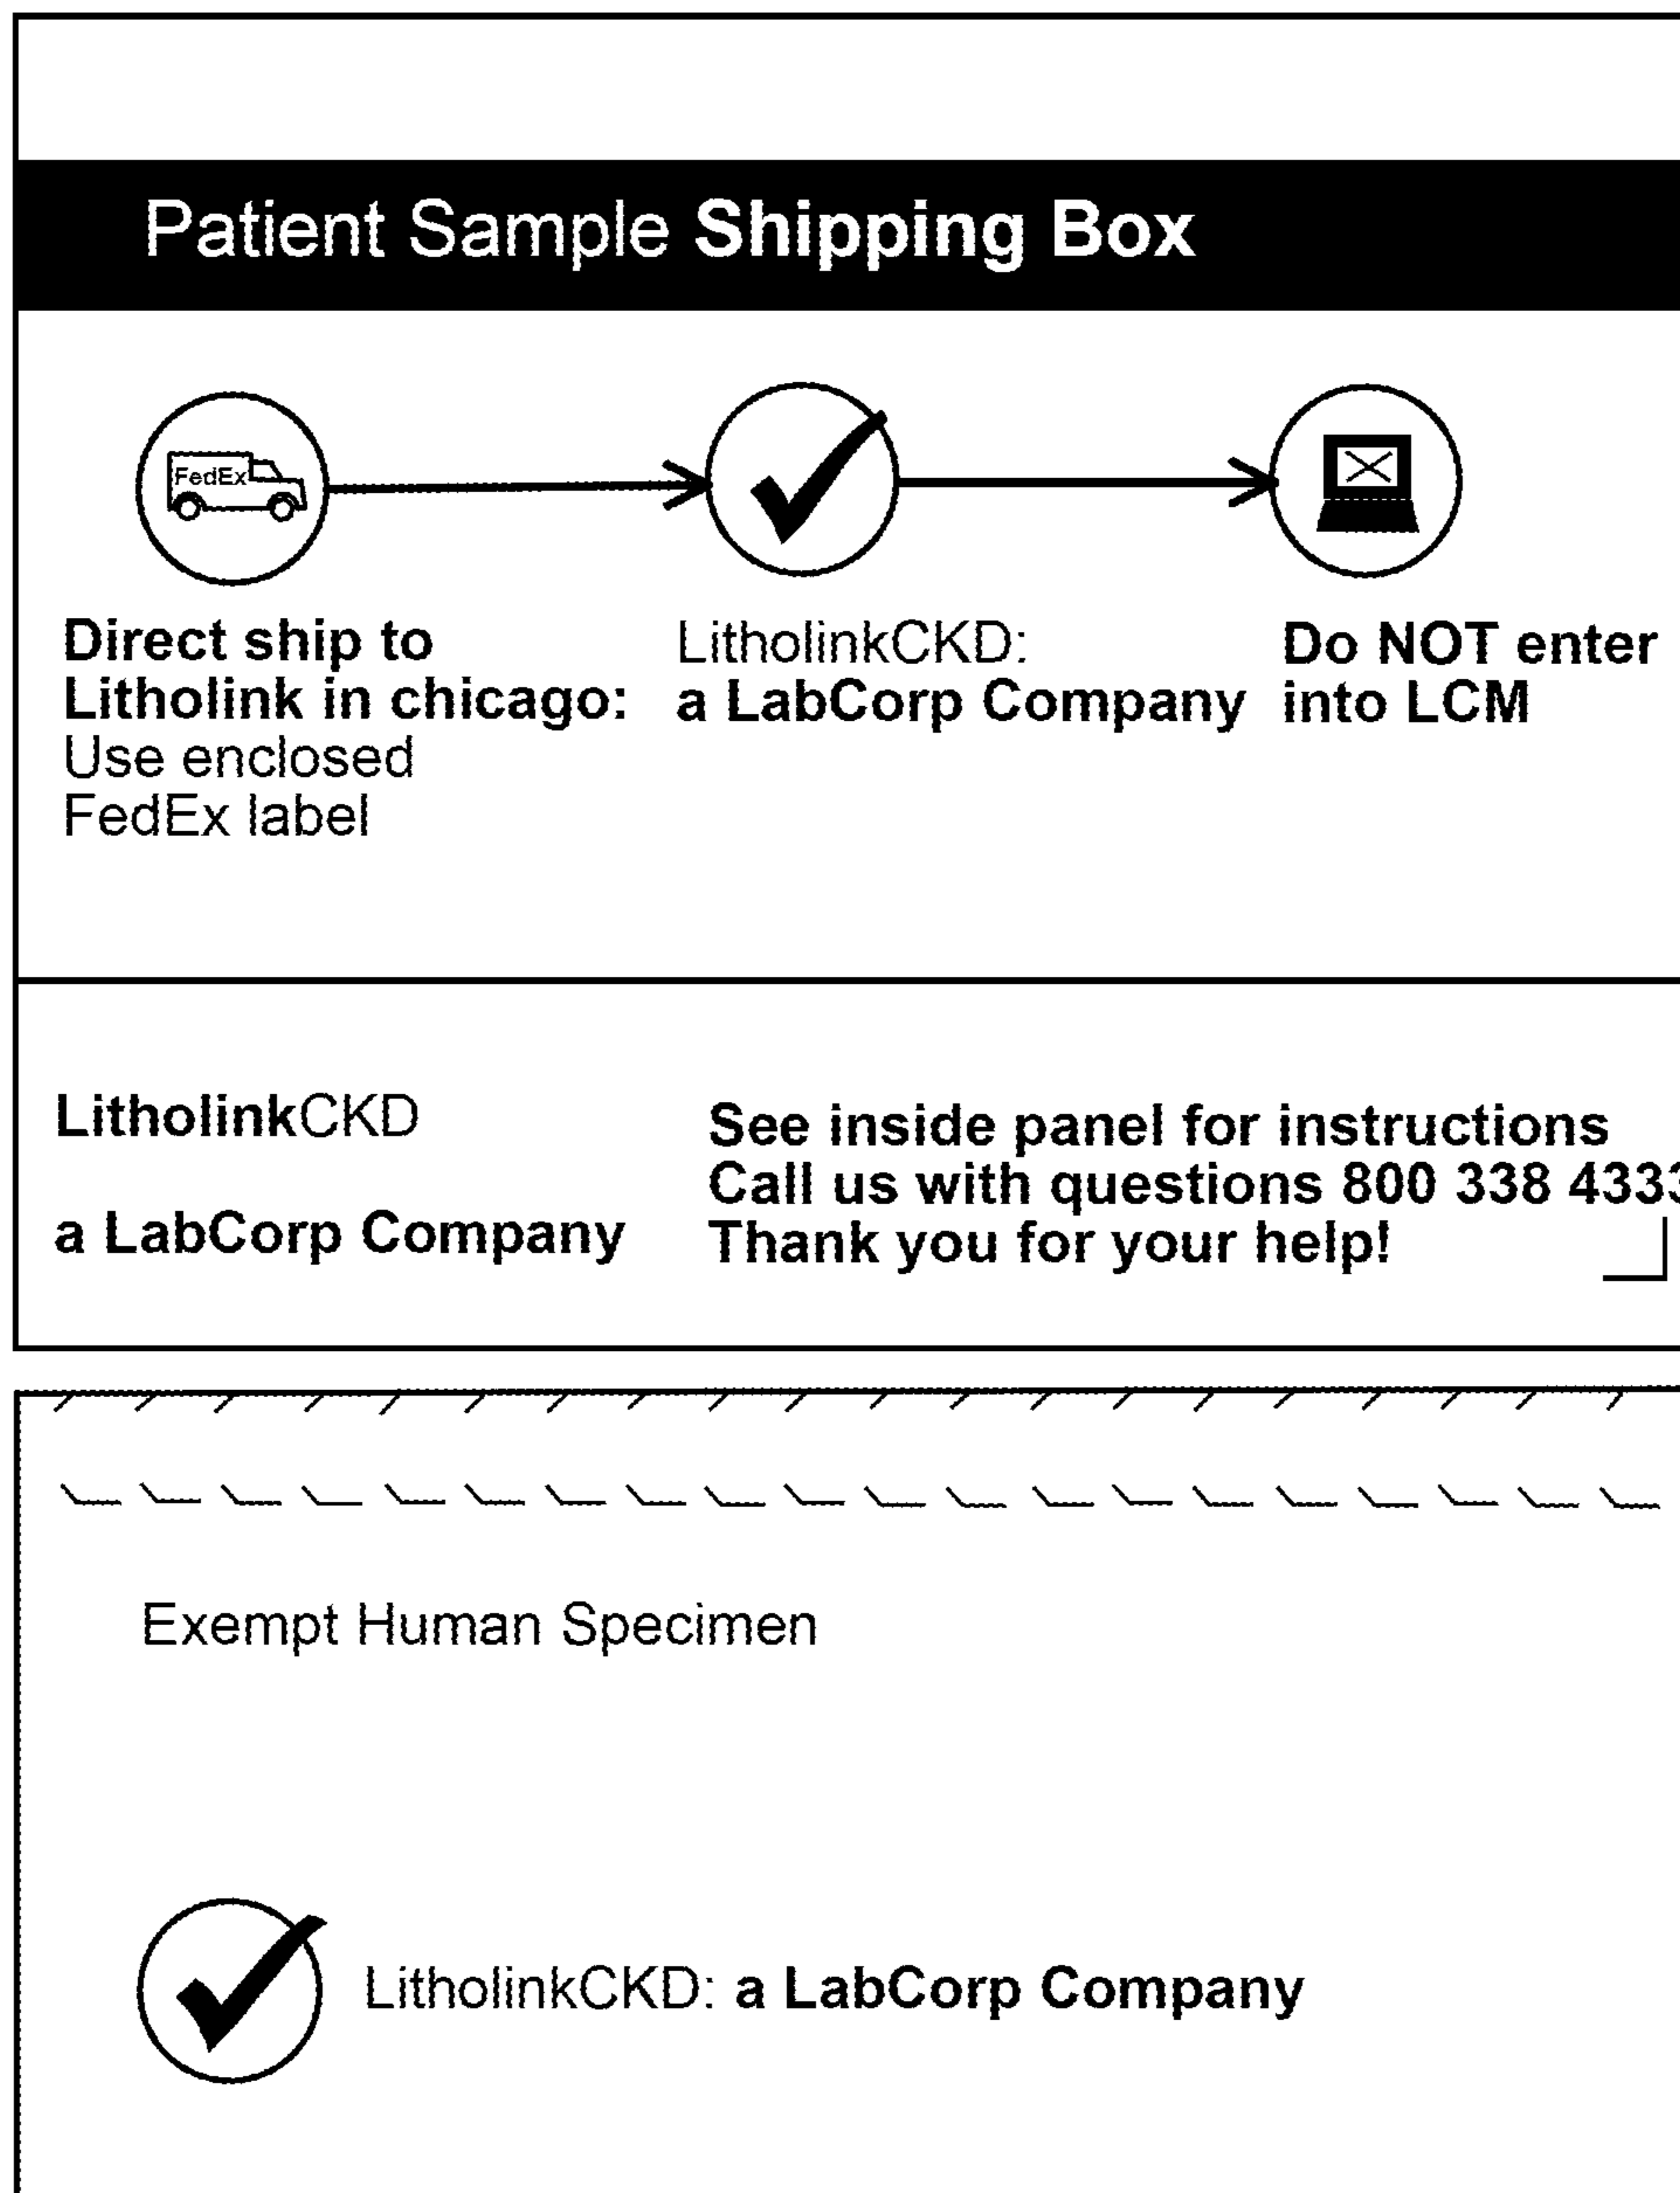 Patient Sample Shipping Box
FedEx
Direct ship to
Litholink in chicago:
Use enclosed
FedEx label
LitholinkCKD:
a LabCorp Company
Do NOT enter
into LCM
LitholinkCKD
a LabCorp Company
See inside panel for instructions
Call us with questions 800 338 4333
Thank you for your help!
Exempt Human Specimen
LitholinkCKD: a LabCorp Company